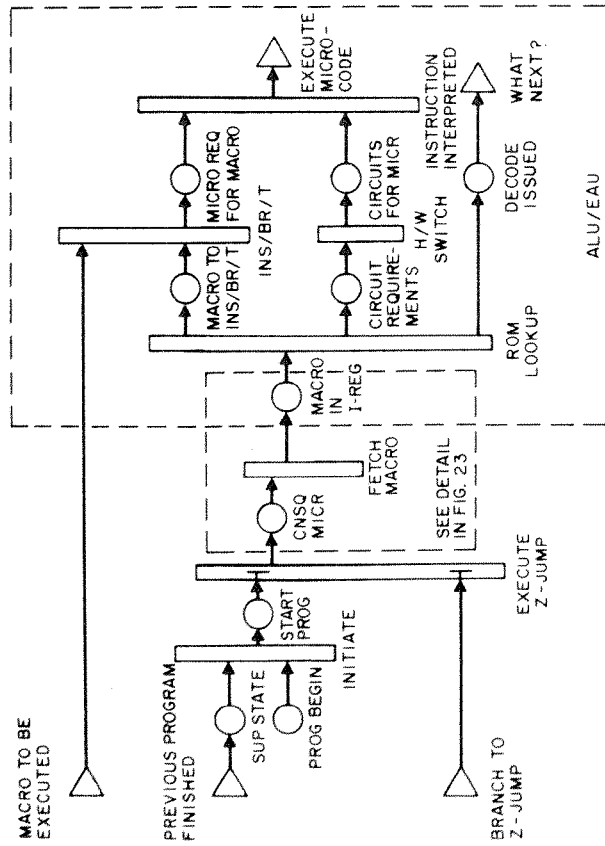 MACRO TO BE
EXECUTED
PREVIOUS PROGRAM
FINISHED
SUP STATE
PROG BEGIN
INITIATE
START
PROG
BRANCH TO
Z-JUMP
EXECUTE
Z-JUMP
CNSQ
MICR
FETCH
MACRO
SEE DETAIL
IN FIG. 23
MACRO
IN
I-REG
ROM
LOOKUP
MACRO TO
INS/BR/T
INS/BR/T
MICRO REQ
FOR MACRO
CIRCUIT
REQUIRE-
MENTS
H/W
SWITCH
CIRCUITS
FOR MICR
EXECUTE
MICRO-
CODE
INSTRUCTION
INTERPRETED
DECODE
ISSUED
WHAT
NEXT?
ALU/EAU